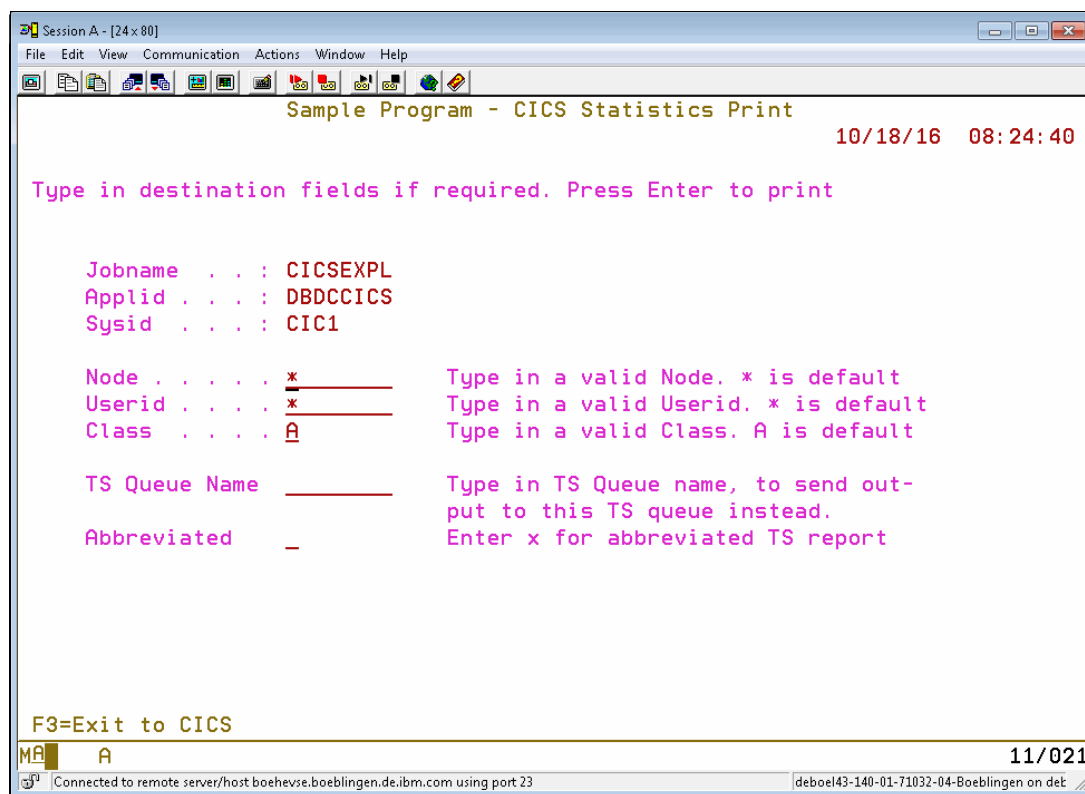 Session A - [24 x 80]
File Edit View Communication Actions Window Help
Sample Program - CICS Statistics Print
10/18/16 08:24:40
Type in destination fields if required. Press Enter to print
Jobname . . : CICSEXPL
Applid . . . : DBDCCICS
Sysid . . . : CIC1
Node . . . . . * Type in a valid Node. * is default
Userid . . . . * Type in a valid Userid. * is default
Class . . . . A Type in a valid Class. A is default
TS Queue Name Type in TS Queue name, to send out-
put to this TS queue instead.
Abbreviated Enter x for abbreviated TS report
F3=Exit to CICS
MA A 11/021
Connected to remote server/host boehevse.boeblingen.de.ibm.com using port 23 deboel43-140-01-71032-04-Boeblingen on